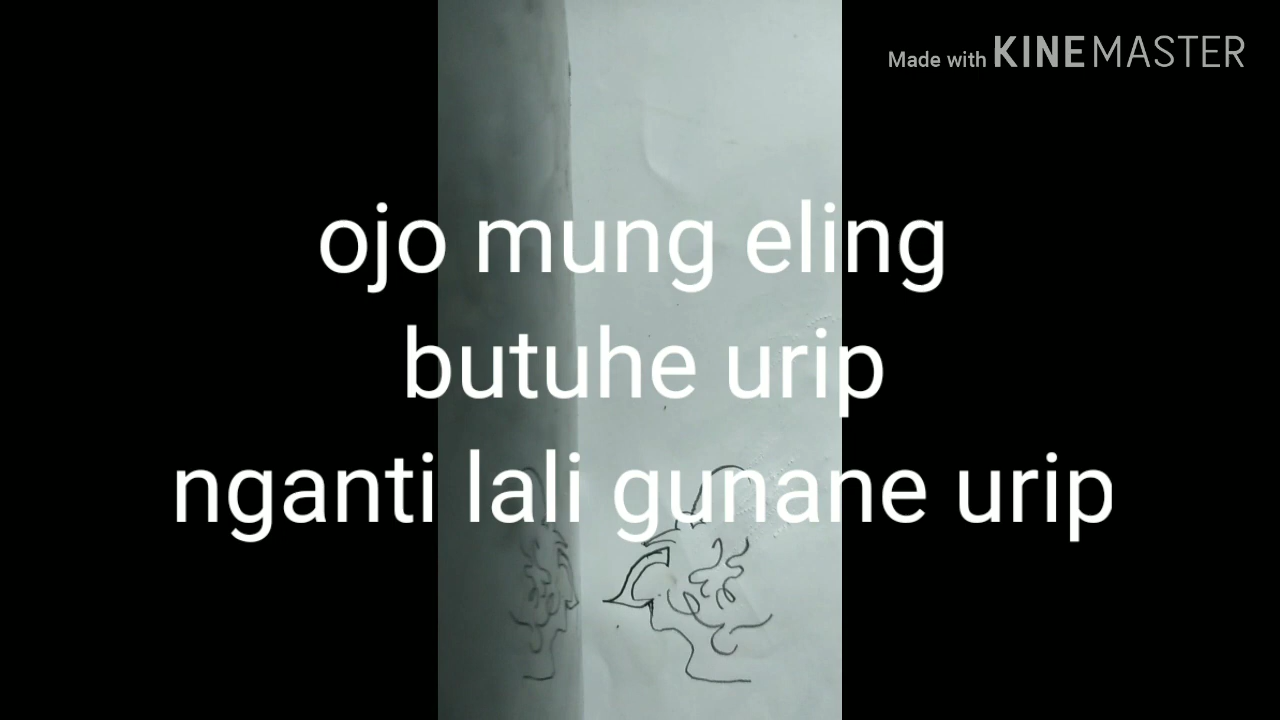 Made with KINEMASTER
ojo mung eling
butuhe urip
nganti lali gunane urip